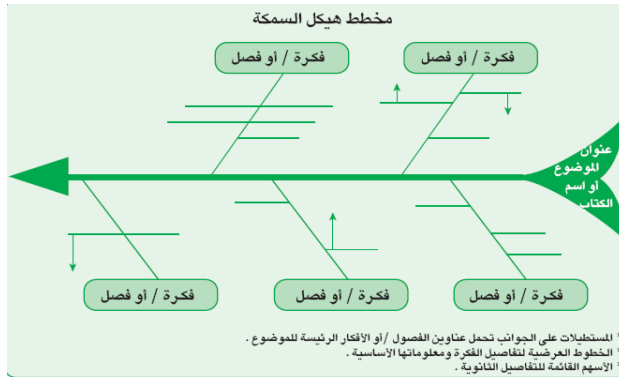 مخطط هيكل السمكة
فكرة / أو فصل
فكرة / أو فصل
عنوان
الموضوع
أو اسم
الكتاب
فكرة / أو فصل
فكرة / أو فصل
فكرة / أو فصل
* المستطيلات على الجوانب تحمل عناوين الفصول /أو الأفكار الرئيسة للموضوع .
* الخطوط العرضية لتفاصيل الفكرة ومعلوماتها الأساسية .
* الأسهم القائمة للتفاصيل الثانوية .